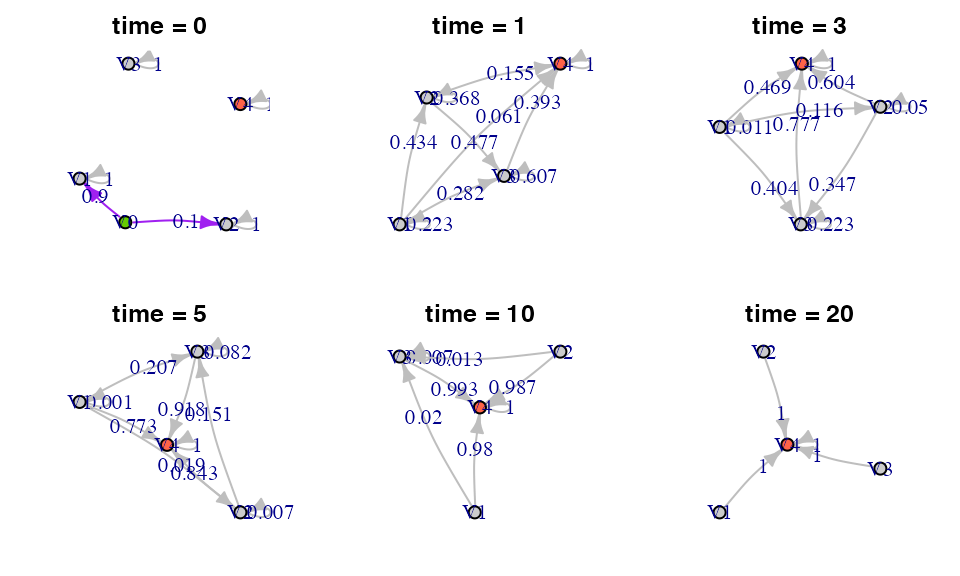 time = 0
V3 1
V4 1
V1 1
0.9
V0
0.1
V2 1
time = 1
0.155
V4 1
V2 0.368
0.393
0.061
0.434
0.477
V3 0.607
0.282
V1 0.223
time = 3
V4 1
0.469
0.604
0.116
V2 0.05
V1 0.011
0.777
0.404
0.347
V3 0.223
time = 5
V3 0.082
0.207
V1 0.001
0.918
0.151
0.773
V4 1
0.019
0.843
V2 0.007
time = 10
V3 0.007
0.013
V2
0.993
0.987
V4 1
0.02
0.98
V1
time = 20
V2
1
V4 1
1
1
V3
V1